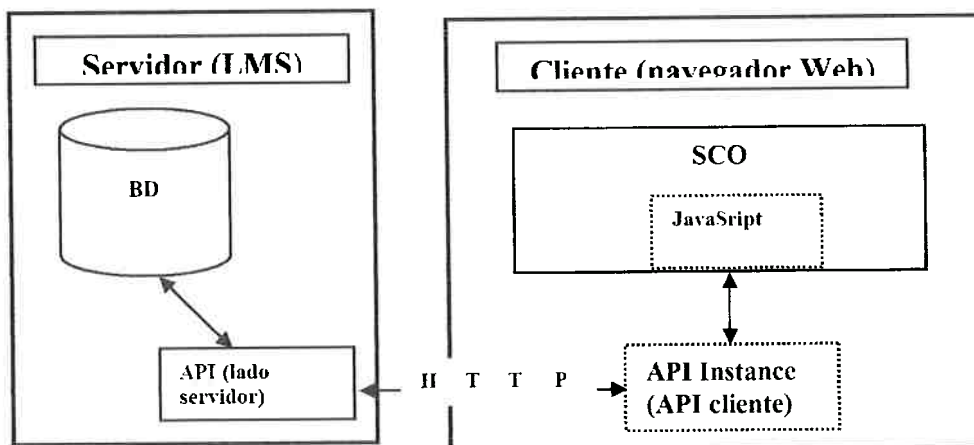 Servidor (LMS)
BD
API (lado
servidor)
H T T P
Cliente (navegador Web)
SCO
JavaSript
API Instance
(API cliente)